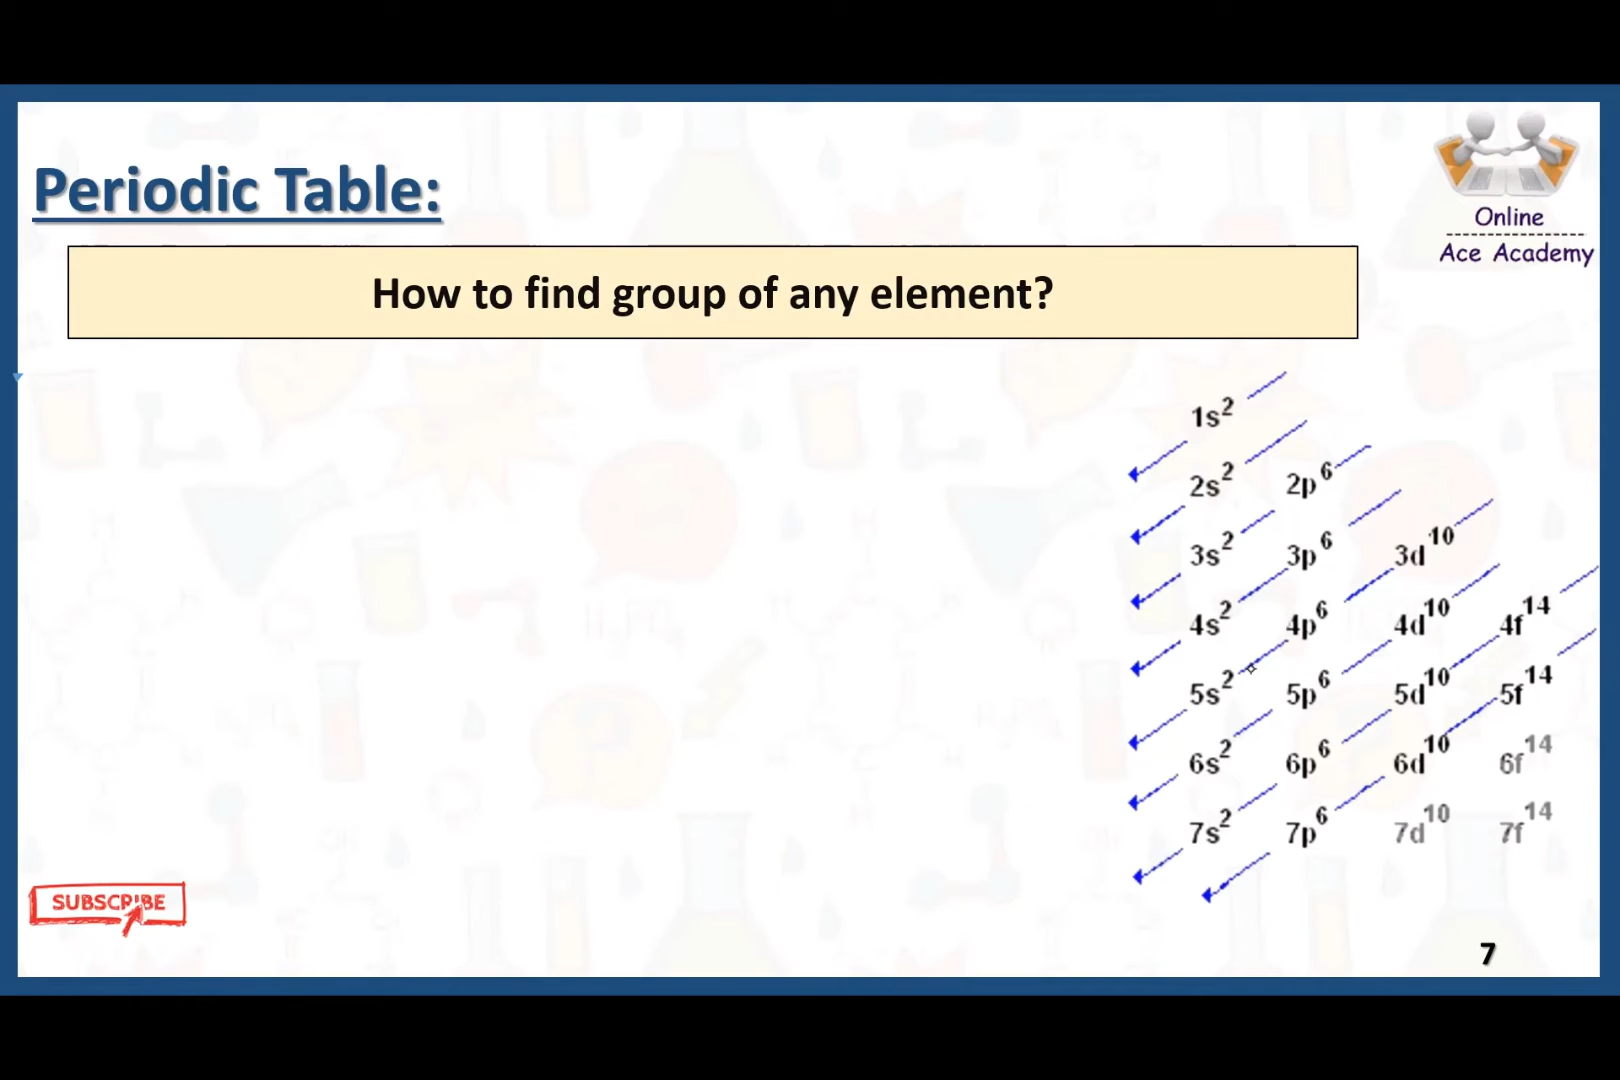 Periodic Table:
Online
Ace Academy
How to find group of any element?
1s²
2s² 2p⁶
3s² 3p⁶ 3d¹⁰
4s² 4p⁶ 4d¹⁰ 4f¹⁴
5s² 5p⁶ 5d¹⁰ 5f¹⁴
6s² 6p⁶ 6d¹⁰ 6f¹⁴
7s² 7p⁶ 7d¹⁰ 7f¹⁴
SUBSCRIBE
7